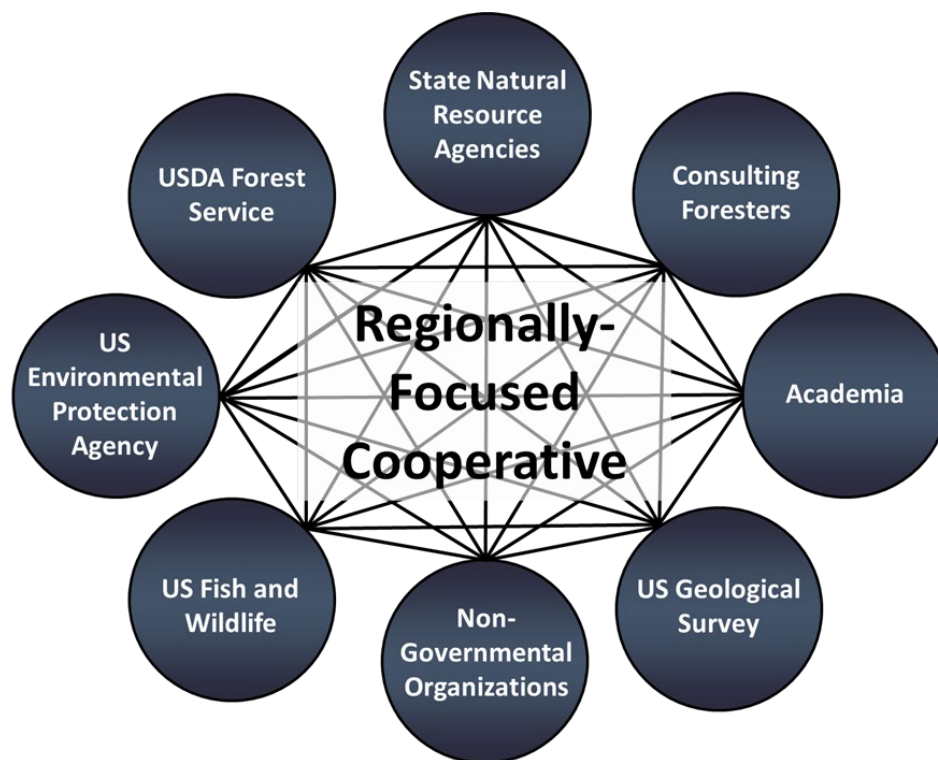 State Natural
Resource
Agencies
USDA Forest
Service
Consulting
Foresters
US
Environmental
Protection
Agency
Regionally-
Focused
Cooperative
Academia
US Fish and
Wildlife
Non-
Governmental
Organizations
US Geological
Survey